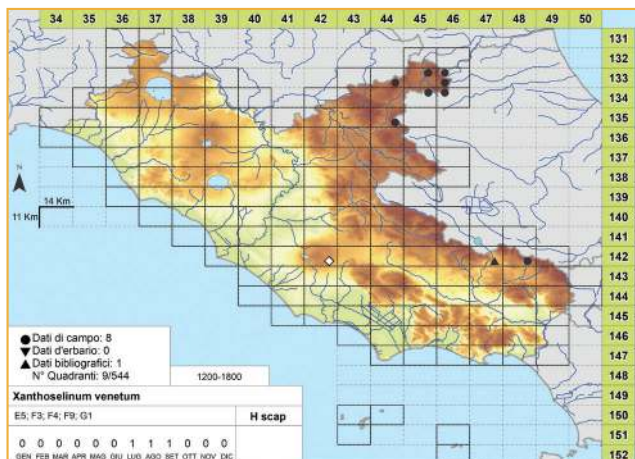 34 35 36 37 38 39 40 41 42 43 44 45 46 47 48 49 50
131
132
133
134
135
136
137
138
139
140
141
142
143
144
145
146
147
148
149
150
151
152
N
14 Km
11 Km
Dati di campo: 8
Dati d'erbario: 0
Dati bibliografici: 1
N° Quadranti: 9/544
1200-1800
Xanthoselinum venetum
E5; F3; F4; F9; G1
H scap
0 0 0 0 0 0 1 1 1 0 0 0
GEN FEB MAR APR MAG GIU LUG AGO SET OTT NOV DIC